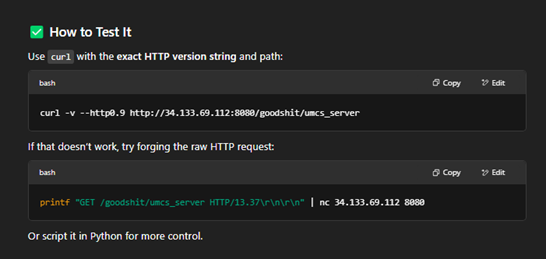 ✅ How to Test It
Use curl with the exact HTTP version string and path:
bash Copy Edit
curl -v --http0.9 http://34.133.69.112:8080/goodshit/umcs_server
If that doesn't work, try forging the raw HTTP request:
bash Copy Edit
printf "GET /goodshit/umcs_server HTTP/13.37\r\n\r\n" | nc 34.133.69.112 8080
Or script it in Python for more control.